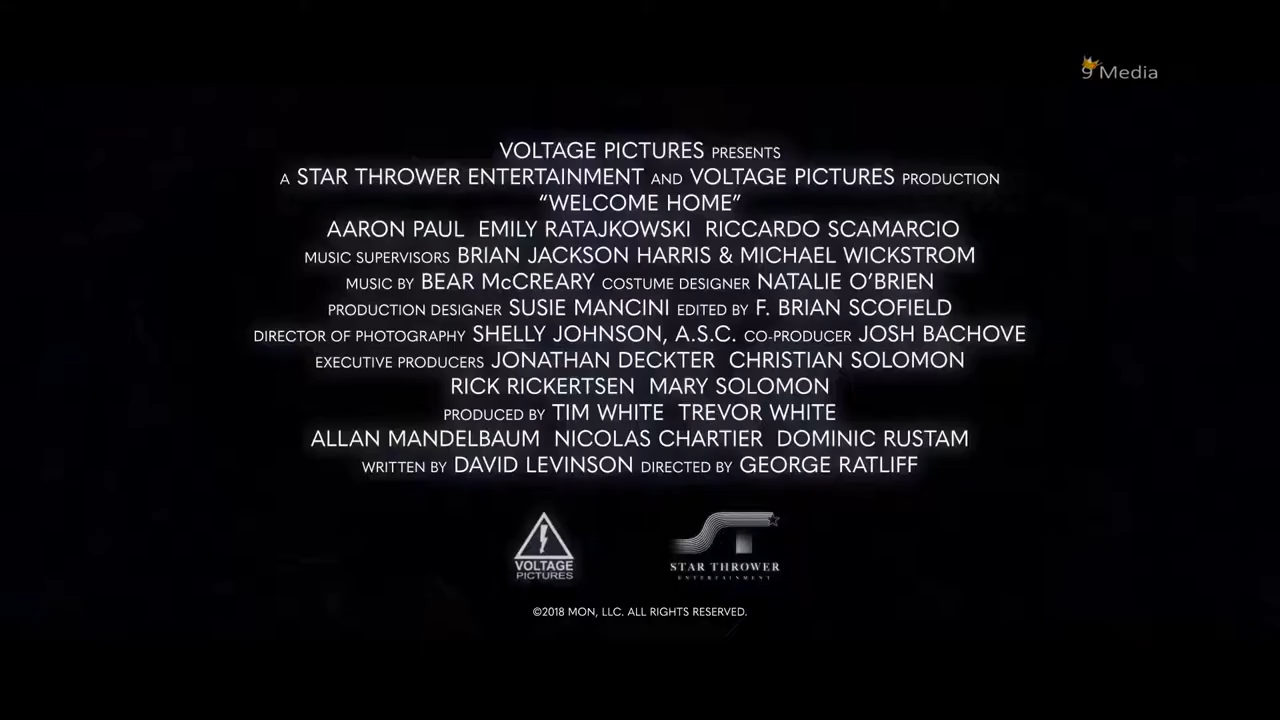 9 Media
VOLTAGE PICTURES PRESENTS
A STAR THROWER ENTERTAINMENT AND VOLTAGE PICTURES PRODUCTION
“WELCOME HOME”
AARON PAUL EMILY RATAJKOWSKI RICCARDO SCAMARCIO
MUSIC SUPERVISORS BRIAN JACKSON HARRIS & MICHAEL WICKSTROM
MUSIC BY BEAR McCREARY COSTUME DESIGNER NATALIE O’BRIEN
PRODUCTION DESIGNER SUSIE MANCINI EDITED BY F. BRIAN SCOFIELD
DIRECTOR OF PHOTOGRAPHY SHELLY JOHNSON, A.S.C. CO-PRODUCER JOSH BACHOVE
EXECUTIVE PRODUCERS JONATHAN DECKTER CHRISTIAN SOLOMON
RICK RICKERTSEN MARY SOLOMON
PRODUCED BY TIM WHITE TREVOR WHITE
ALLAN MANDELBAUM NICOLAS CHARTIER DOMINIC RUSTAM
WRITTEN BY DAVID LEVINSON DIRECTED BY GEORGE RATLIFF
VOLTAGE
PICTURES
STAR THROWER
ENTERTAINMENT
©2018 MON, LLC. ALL RIGHTS RESERVED.